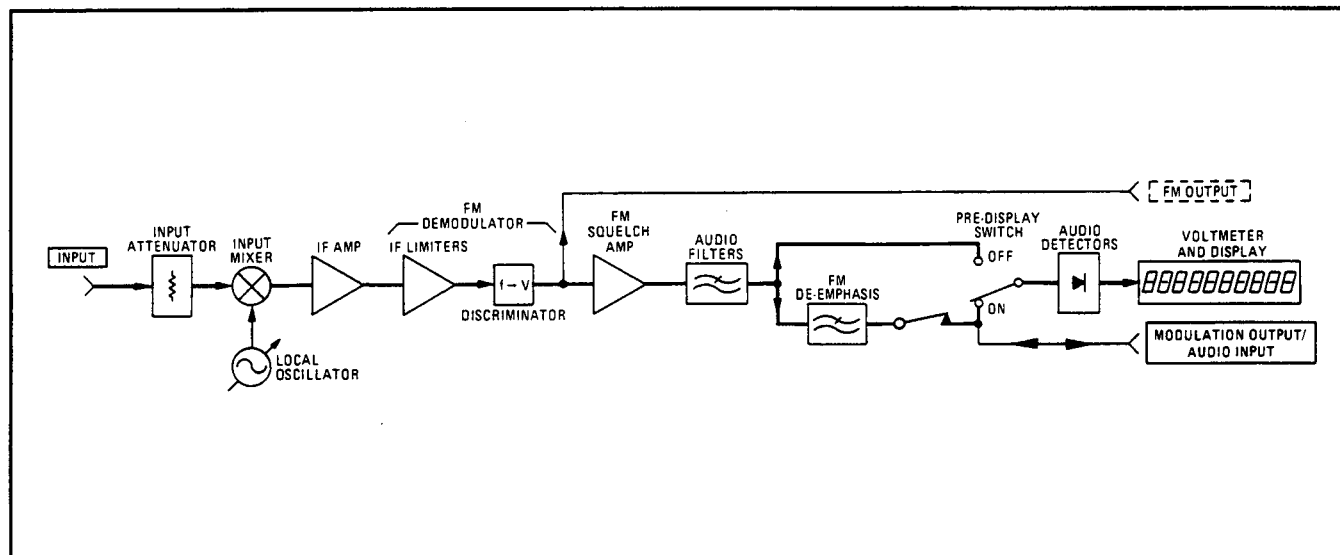 FM OUTPUT
FM
DEMODULATOR
FM
SQUELCH
AMP
PRE-DISPLAY
SWITCH
AUDIO
DETECTORS
VOLTMETER
AND DISPLAY
INPUT
INPUT
ATTENUATOR
INPUT
MIXER
IF AMP
IF LIMITERS
AUDIO
FILTERS
OFF
f→V
DISCRIMINATOR
FM
DE-EMPHASIS
ON
MODULATION OUTPUT/
AUDIO INPUT
LOCAL
OSCILLATOR